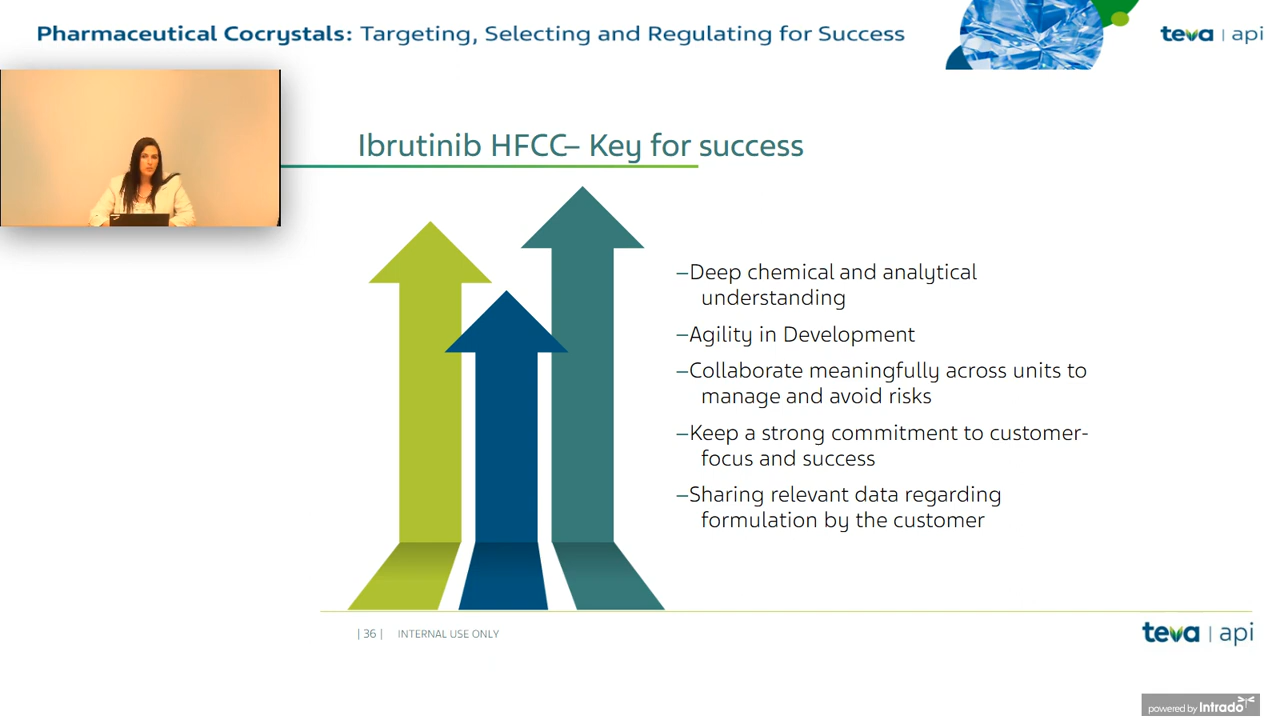 Pharmaceutical Cocrystals: Targeting, Selecting and Regulating for Success
teva | api
Ibrutinib HFCC– Key for success
–Deep chemical and analytical
understanding
–Agility in Development
–Collaborate meaningfully across units to
manage and avoid risks
–Keep a strong commitment to customer-
focus and success
–Sharing relevant data regarding
formulation by the customer
| 36 | INTERNAL USE ONLY
teva | api
powered by Intrado